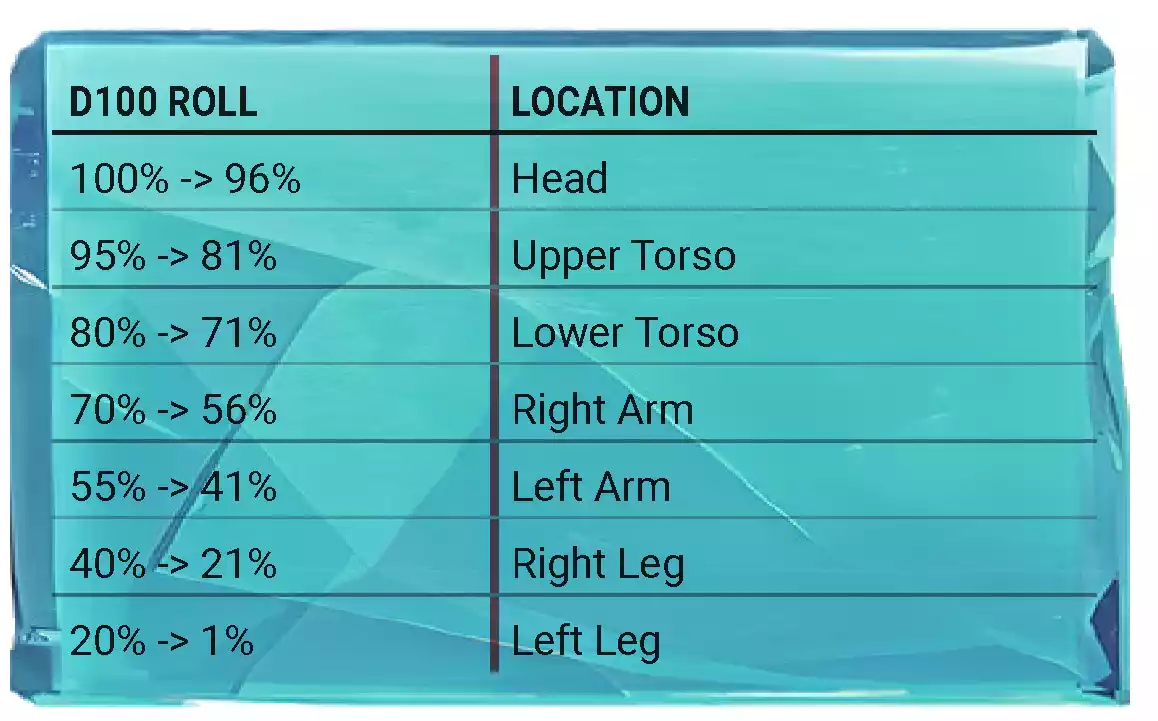 D100 ROLL LOCATION
100% -> 96% Head
95% -> 81% Upper Torso
80% -> 71% Lower Torso
70% -> 56% Right Arm
55% -> 41% Left Arm
40% -> 21% Right Leg
20% -> 1% Left Leg